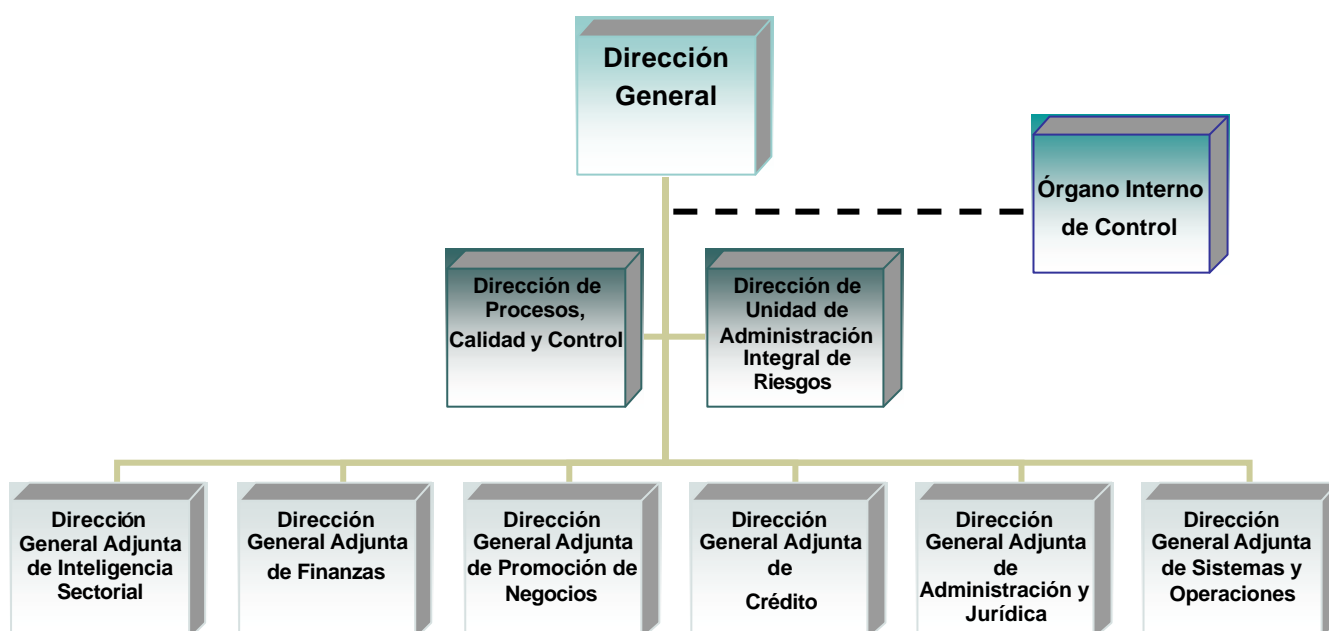 Dirección
General
Órgano Interno
de Control
Dirección de
Procesos,
Calidad y Control
Dirección de
Unidad de
Administración
Integral de
Riesgos
Dirección
General Adjunta
de Inteligencia
Sectorial
Dirección
General Adjunta
de Finanzas
Dirección
General Adjunta
de Promoción de
Negocios
Dirección
General Adjunta
de
Crédito
Dirección
General Adjunta
de
Administración y
Jurídica
Dirección
General Adjunta
de Sistemas y
Operaciones